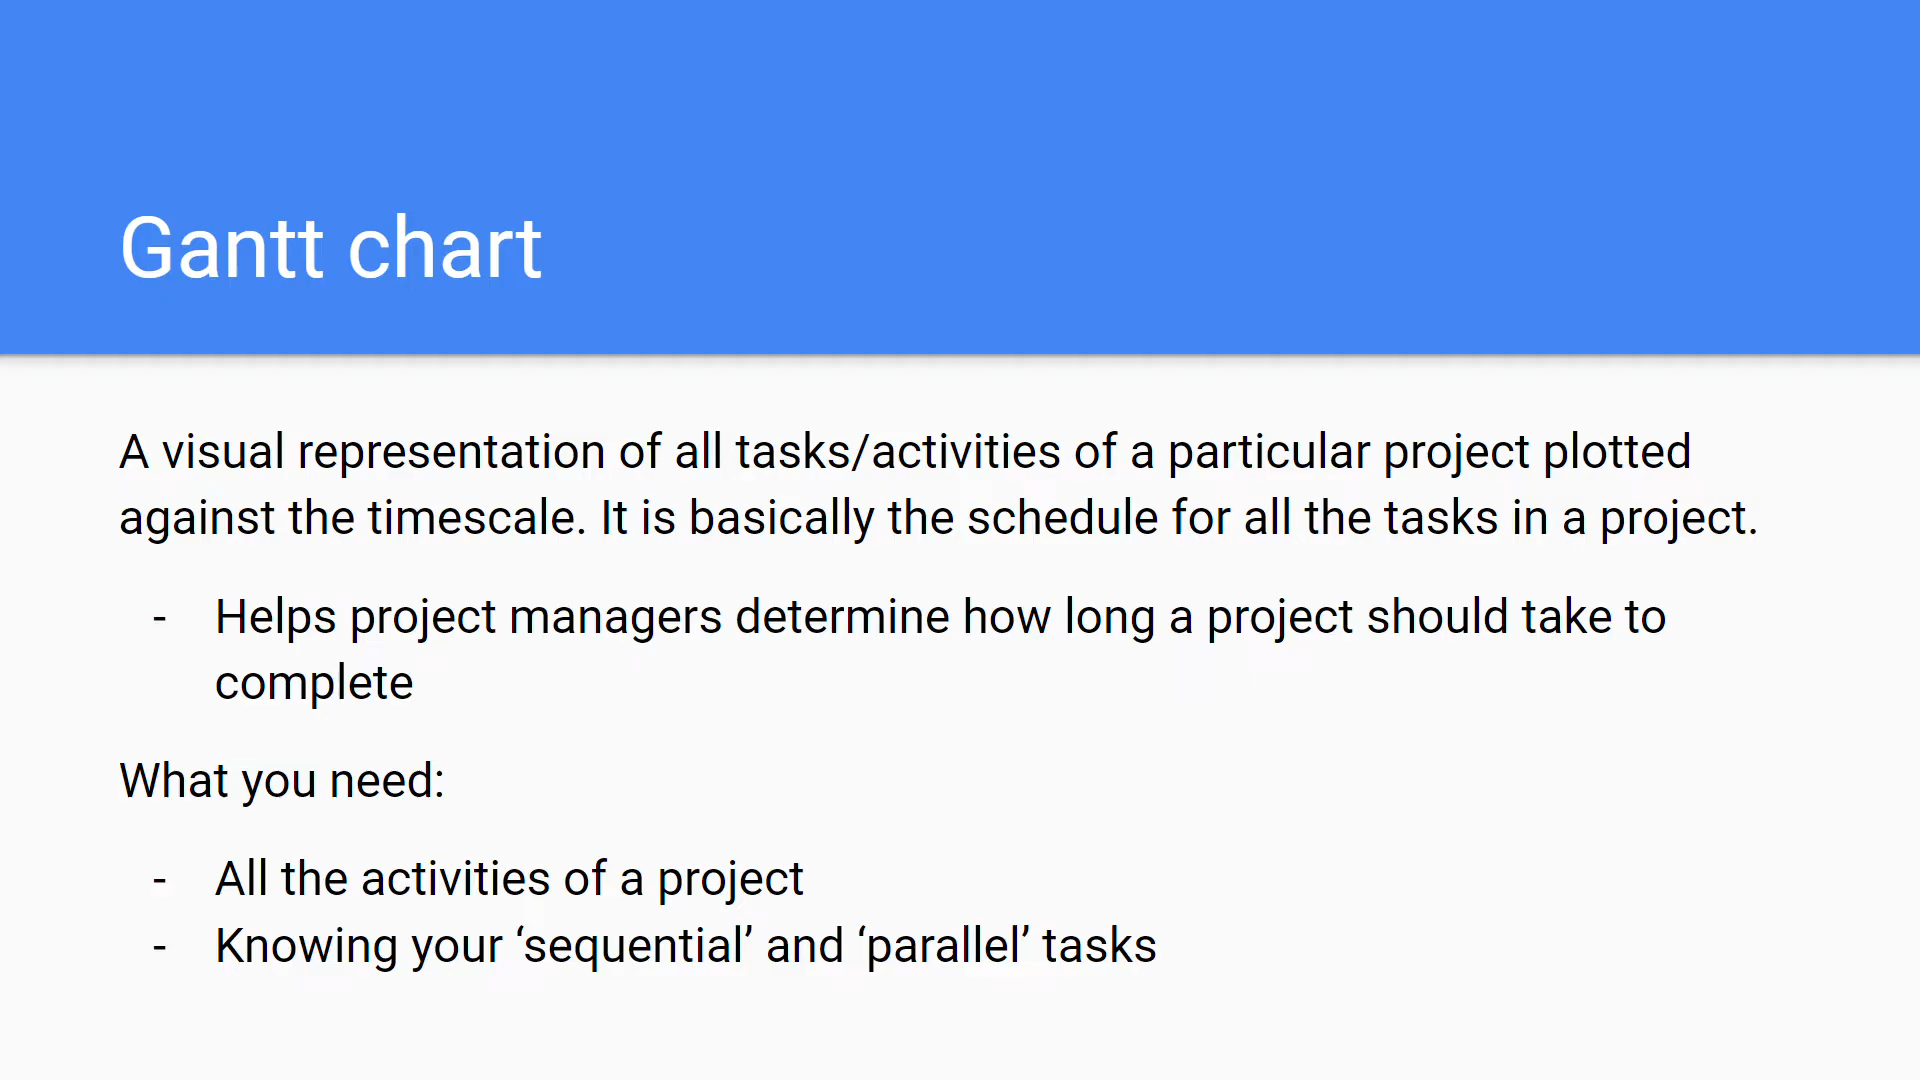 Gantt chart
A visual representation of all tasks/activities of a particular project plotted
against the timescale. It is basically the schedule for all the tasks in a project.
- Helps project managers determine how long a project should take to
complete
What you need:
- All the activities of a project
- Knowing your ‘sequential’ and ‘parallel’ tasks